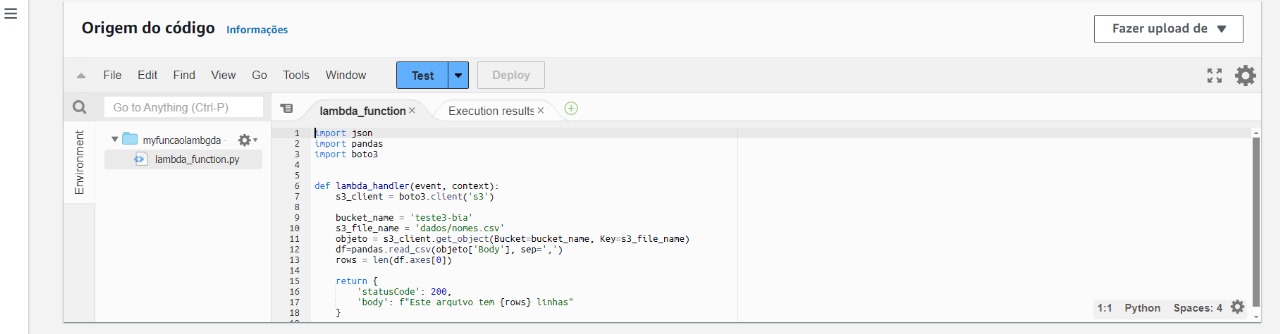 Origem do código Informações
Fazer upload de
File Edit Find View Go Tools Window Test Deploy
Go to Anything (Ctrl-P)
lambda_function Execution results
Environment
myfuncaolambgda
lambda_function.py
1 import json
2 import pandas
3 import boto3
4
5
6 def lambda_handler(event, context):
7 s3_client = boto3.client('s3')
8
9 bucket_name = 'teste3-bia'
10 s3_file_name = 'dados/nomes.csv'
11 objeto = s3_client.get_object(Bucket=bucket_name, Key=s3_file_name)
12 df=pandas.read_csv(objeto['Body'], sep=',')
13 rows = len(df.axes[0])
14
15 return {
16 'statusCode': 200,
17 'body': f"Este arquivo tem {rows} linhas"
18 }
1:1 Python Spaces: 4